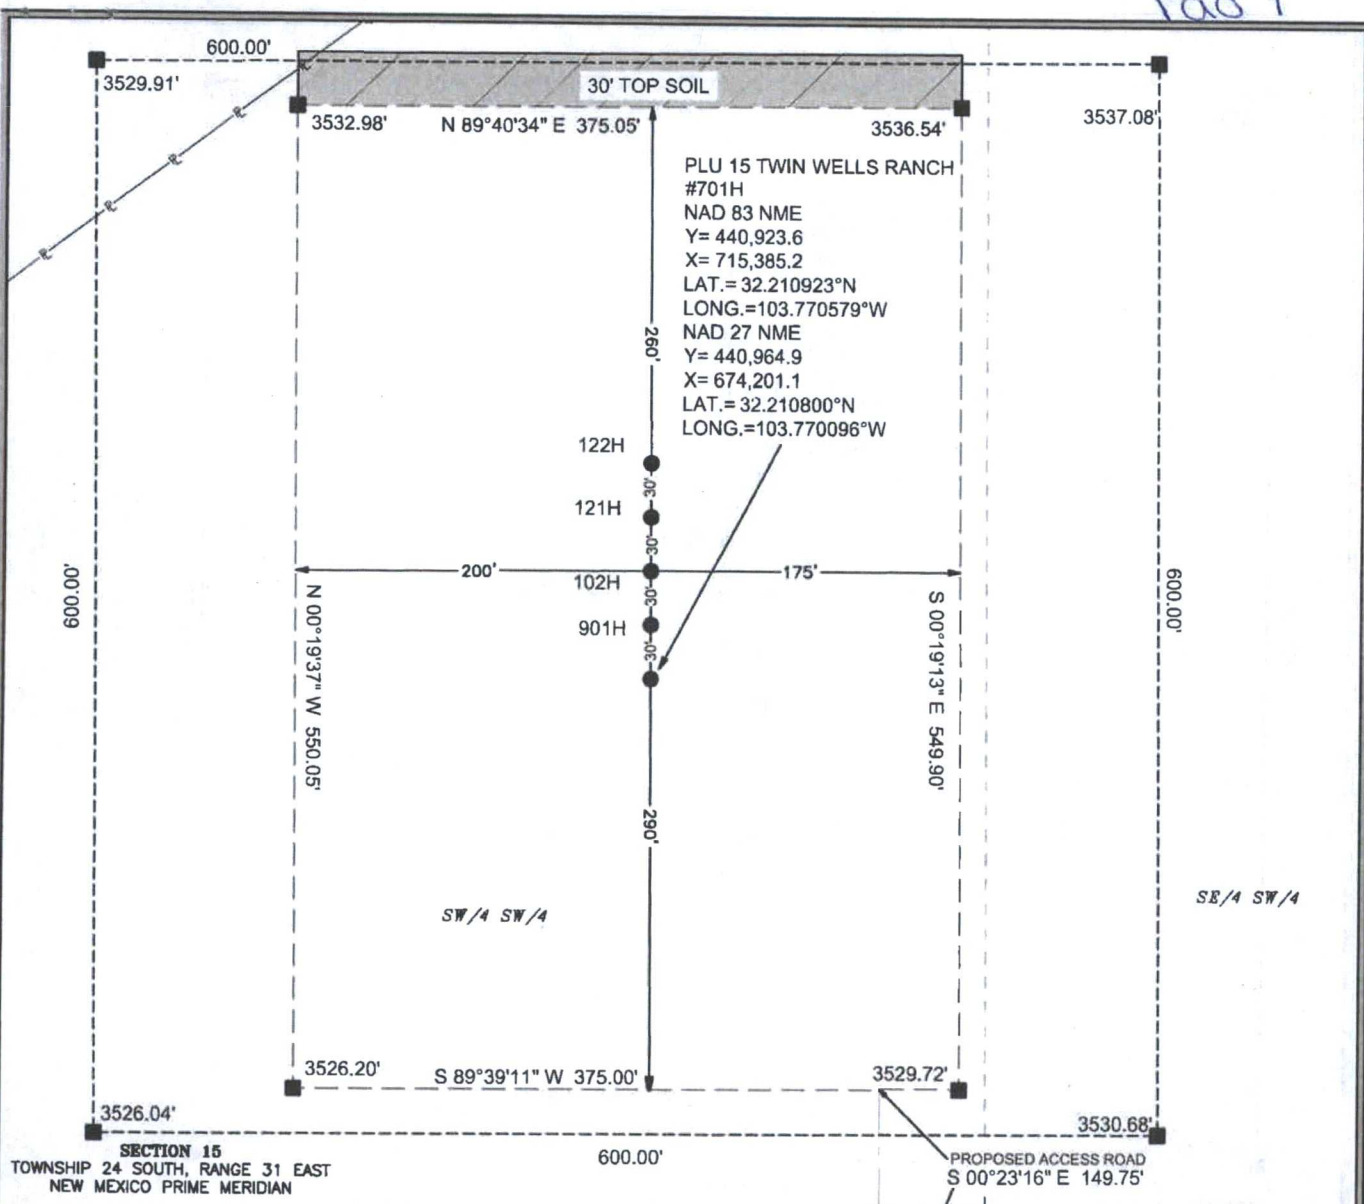 Pad 1
600.00'
3529.91'
30' TOP SOIL
3532.98'
N 89°40'34" E 375.05'
3536.54'
3537.08'
PLU 15 TWIN WELLS RANCH
#701H
NAD 83 NME
Y= 440,923.6
X= 715,385.2
LAT.= 32.210923°N
LONG.=103.770579°W
NAD 27 NME
Y= 440,964.9
X= 674,201.1
LAT.= 32.210800°N
LONG.=103.770096°W
260'
122H
30'
121H
30'
200'
175'
102H
30'
901H
30'
600.00'
N 00°19'37" W 550.05'
S 00°19'13" E 549.90'
600.00'
290'
SW/4 SW/4
SE/4 SW/4
3526.20'
S 89°39'11" W 375.00'
3529.72'
3526.04'
3530.68'
SECTION 15
TOWNSHIP 24 SOUTH, RANGE 31 EAST
NEW MEXICO PRIME MERIDIAN
600.00'
PROPOSED ACCESS ROAD
S 00°23'16" E 149.75'